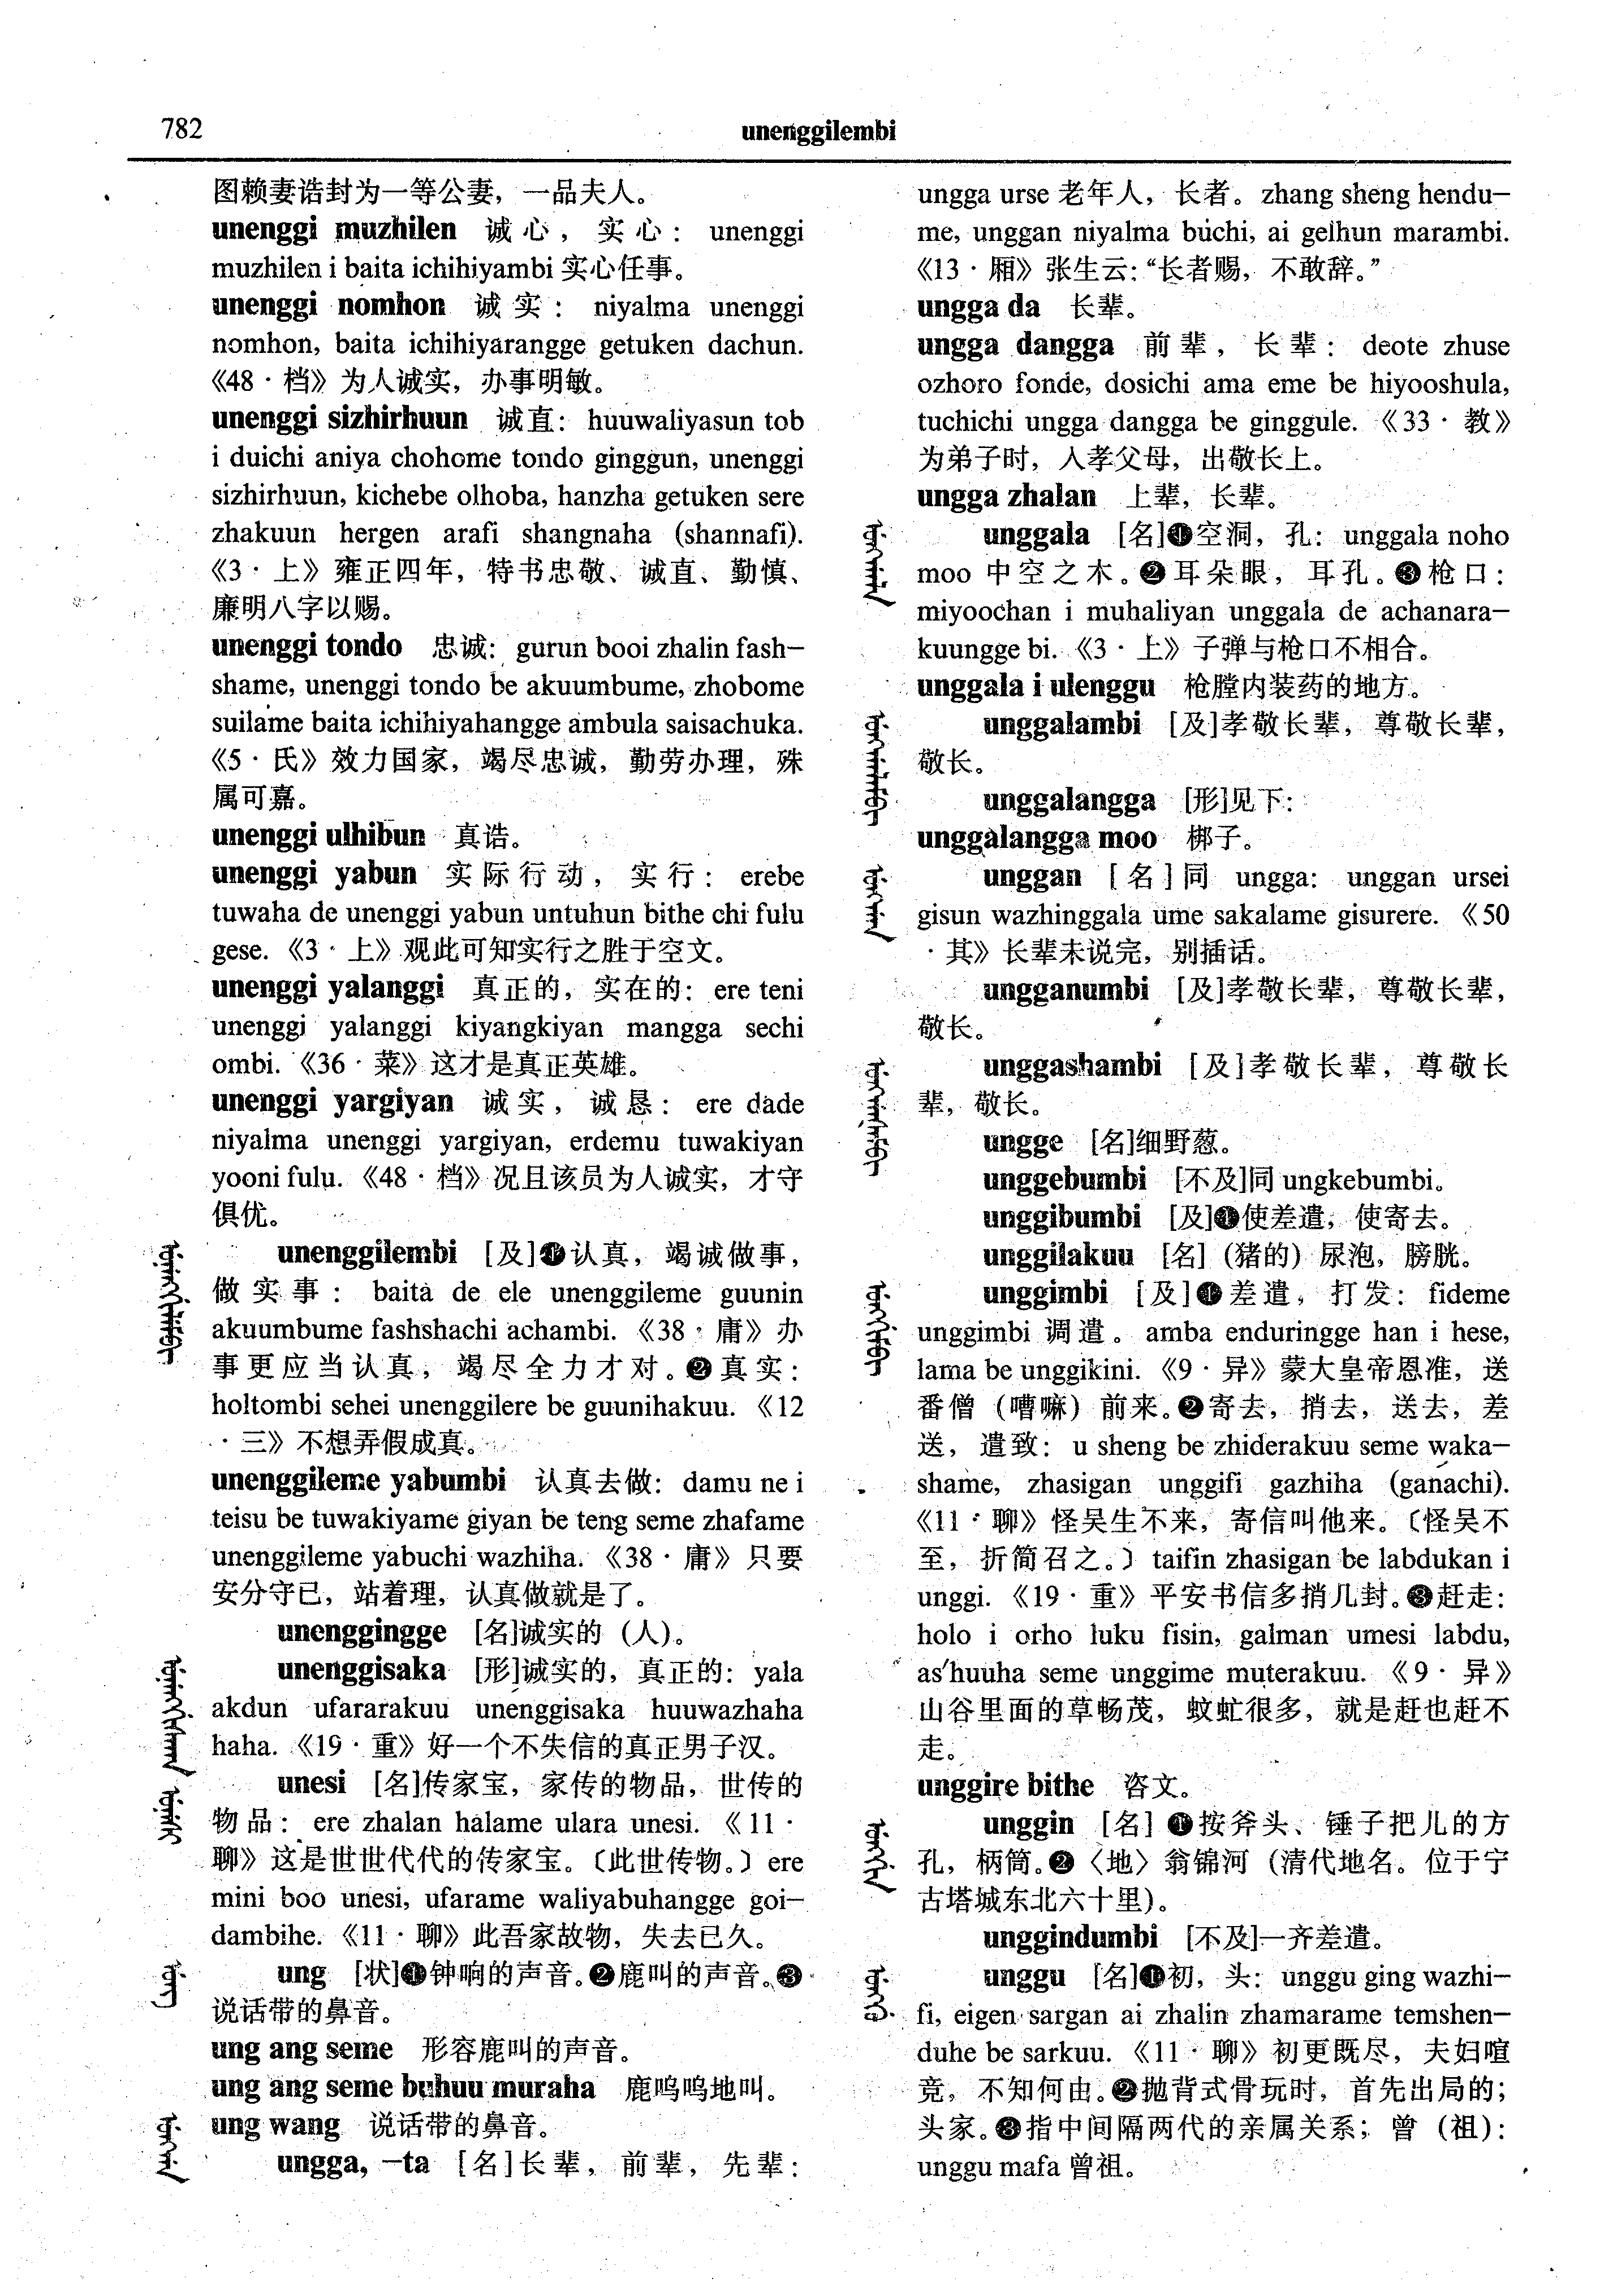 782
unenggilembi
图赖妻诰封为一等公妻，一品夫人。
unenggi muzhilen 诚心，实心：unenggi
muzhilen i baita ichihiyambi 实心任事。
unenggi nomhon 诚实：niyalma unenggi
nomhon, baita ichihiyarangge getuken dachun.
《48·档》为人诚实，办事明敏。
unenggi sizhirhuun 诚直：huuwaliyasun tob
i duichi aniya chohome tondo ginggun, unenggi
sizhirhuun, kichebe olhoba, hanzha getuken sere
zhakuun hergen arafi shangnaha (shannafi).
《3·上》雍正四年，特书忠敬、诚直、勤慎、
廉明八字以赐。
unenggi tondo 忠诚：gurun booi zhalin fash-
shame, unenggi tondo be akuumbume, zhobome
suilame baita ichihiyahangge ambula saisachuka.
《5·氏》效力国家，竭尽忠诚，勤劳办理，殊
属可嘉。
unenggi ulhibun 真诰。
unenggi yabun 实际行动，实行：erebe
tuwaha de unenggi yabun untuhun bithe chi fulu
gese.《3·上》观此可知实行之胜于空文。
unenggi yalanggi 真正的，实在的：ere teni
unenggi yalanggi kiyangkiyan mangga sechi
ombi.《36·菜》这才是真正英雄。
unenggi yargiyan 诚实，诚恳：ere dade
niyalma unenggi yargiyan, erdemu tuwakiyan
yooni fulu.《48·档》况且该员为人诚实，才守
俱优。
unenggilembi [及]❶认真，竭诚做事，
做实事：baita de ele unenggileme guunin
akuumbume fashshachi achambi.《38·庸》办
事更应当认真，竭尽全力才对。❷真实：
holtombi sehei unenggilere be guunihakuu.《12
·三》不想弄假成真。
unenggileme yabumbi 认真去做：damu ne i
teisu be tuwakiyame giyan be teng seme zhafame
unenggileme yabuchi wazhiha.《38·庸》只要
安分守已，站着理，认真做就是了。
unenggingge [名]诚实的（人）。
unenggisaka [形]诚实的，真正的：yala
akdun ufararakuu unenggisaka huuwazhaha
haha.《19·重》好一个不失信的真正男子汉。
unesi [名]传家宝，家传的物品，世传的
物品：ere zhalan halame ulara unesi.《11·
聊》这是世世代代的传家宝。〔此世传物。〕ere
mini boo unesi, ufarame waliyabuhangge goi-
dambihe.《11·聊》此吾家故物，失去已久。
ung [状]❶钟响的声音。❷鹿叫的声音。❸
说话带的鼻音。
ung ang seme 形容鹿叫的声音。
ung ang seme buhuu muraha 鹿呜呜地叫。
ung wang 说话带的鼻音。
ungga, -ta [名]长辈，前辈，先辈：
ungga urse 老年人，长者。zhang sheng hendu-
me, unggan niyalma buchi, ai gelhun marambi.
《13·厢》张生云：“长者赐，不敢辞。”
ungga da 长辈。
ungga dangga 前辈，长辈：deote zhuse
ozhoro fonde, dosichi ama eme be hiyooshula,
tuchichi ungga dangga be ginggule.《33·教》
为弟子时，入孝父母，出敬长上。
ungga zhalan 上辈，长辈。
unggala [名]❶空洞，孔：unggala noho
moo 中空之木。❷耳朵眼，耳孔。❸枪口：
miyoochan i muhaliyan unggala de achanara-
kuungge bi.《3·上》子弹与枪口不相合。
unggala i ulenggu 枪膛内装药的地方。
unggalambi [及]孝敬长辈，尊敬长辈，
敬长。
unggalangga [形]见下：
unggalangga moo 梆子。
unggan [名]同 ungga：unggan ursei
gisun wazhinggala ume sakalame gisurere.《50
·其》长辈未说完，别插话。
ungganumbi [及]孝敬长辈，尊敬长辈，
敬长。
unggashambi [及]孝敬长辈，尊敬长
辈，敬长。
ungge [名]细野葱。
unggebumbi [不及]同 ungkebumbi。
unggibumbi [及]❶使差遣，使寄去。
unggilakuu [名]（猪的）尿泡，膀胱。
unggimbi [及]❶差遣，打发：fideme
unggimbi 调遣。amba enduringge han i hese,
lama be unggikini.《9·异》蒙大皇帝恩准，送
番僧（嘈嘛）前来。❷寄去，捎去，送去，差
送，遣致：u sheng be zhiderakuu seme waka-
shame, zhasigan unggifi gazhiha (ganachi).
《11·聊》怪吴生不来，寄信叫他来。〔怪吴不
至，折简召之。〕taifin zhasigan be labdukan i
unggi.《19·重》平安书信多捎几封。❸赶走：
holo i orho luku fisin, galman umesi labdu,
as'huuha seme unggime muterakuu.《9·异》
山谷里面的草畅茂，蚊虻很多，就是赶也赶不
走。
unggire bithe 咨文。
unggin [名]❶按斧头、锤子把儿的方
孔，柄筒。❷〈地〉翁锦河（清代地名。位于宁
古塔城东北六十里）。
unggindumbi [不及]一齐差遣。
unggu [名]❶初，头：unggu ging wazhi-
fi, eigen sargan ai zhalin zhamarame temshen-
duhe be sarkuu.《11·聊》初更既尽，夫妇喧
竞，不知何由。❷抛背式骨玩时，首先出局的；
头家。❸指中间隔两代的亲属关系；曾（祖）：
unggu mafa 曾祖。